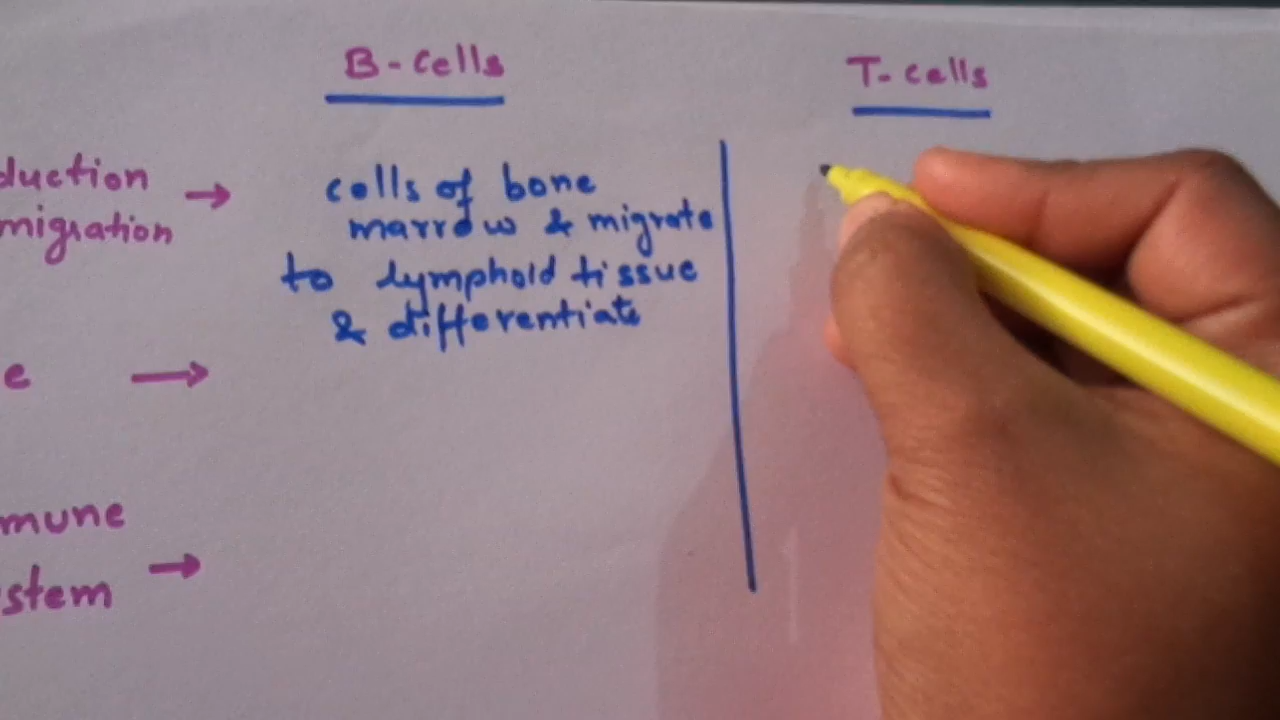 B-cells
T-cells
duction →
migration
cells of bone
marrow & migrate
to lymphoid tissue
& differentiate
e →
mune
stem →